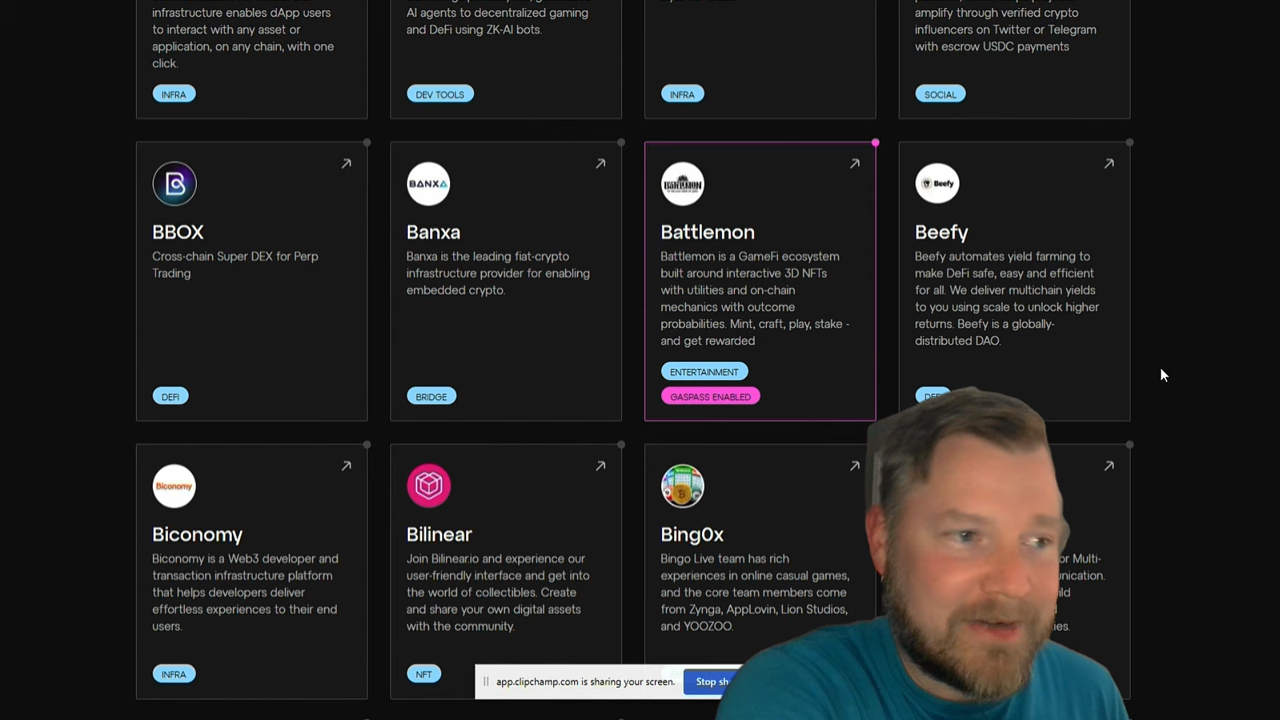 infrastructure enables dApp users
to interact with any asset or
application, on any chain, with one
click.
INFRA
AI agents to decentralized gaming
and DeFi using ZK-AI bots.
DEV TOOLS
INFRA
amplify through verified crypto
influencers on Twitter or Telegram
with escrow USDC payments
SOCIAL
BBOX
Cross-chain Super DEX for Perp
Trading
DEFI
BANXA
Banxa
Banxa is the leading fiat-crypto
infrastructure provider for enabling
embedded crypto.
BRIDGE
BATTLEMON
Battlemon
Battlemon is a GameFi ecosystem
built around interactive 3D NFTs
with utilities and on-chain
mechanics with outcome
probabilities. Mint, craft, play, stake -
and get rewarded
ENTERTAINMENT
GASPASS ENABLED
Beefy
Beefy
Beefy automates yield farming to
make DeFi safe, easy and efficient
for all. We deliver multichain yields
to you using scale to unlock higher
returns. Beefy is a globally-
distributed DAO.
Biconomy
Biconomy
Biconomy is a Web3 developer and
transaction infrastructure platform
that helps developers deliver
effortless experiences to their end
users.
INFRA
Bilinear
Join Bilinear.io and experience our
user-friendly interface and get into
the world of collectibles. Create
and share your own digital assets
with the community.
NFT
Bing0x
Bingo Live team has rich
experiences in online casual games,
and the core team members come
from Zynga, AppLovin, Lion Studios,
and YOOZOO.
or Multi-
app.clipchamp.com is sharing your screen.
Stop